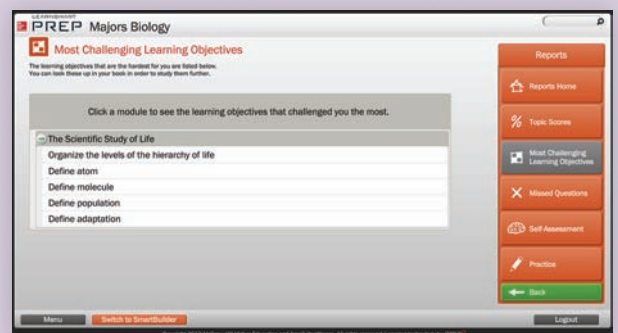 LEARNSMART
PREP Majors Biology
Most Challenging Learning Objectives
The learning objectives that are the hardest for you are listed below.
You can look these up in your book in order to study them further.
Click a module to see the learning objectives that challenged you the most.
The Scientific Study of Life
Organize the levels of the hierarchy of life
Define atom
Define molecule
Define population
Define adaptation
Reports
Reports Home
% Topic Scores
Most Challenging
Learning Objectives
Missed Questions
Self-Assessment
Practice
Back
Menu
Switch to SmartBuilder
Logout